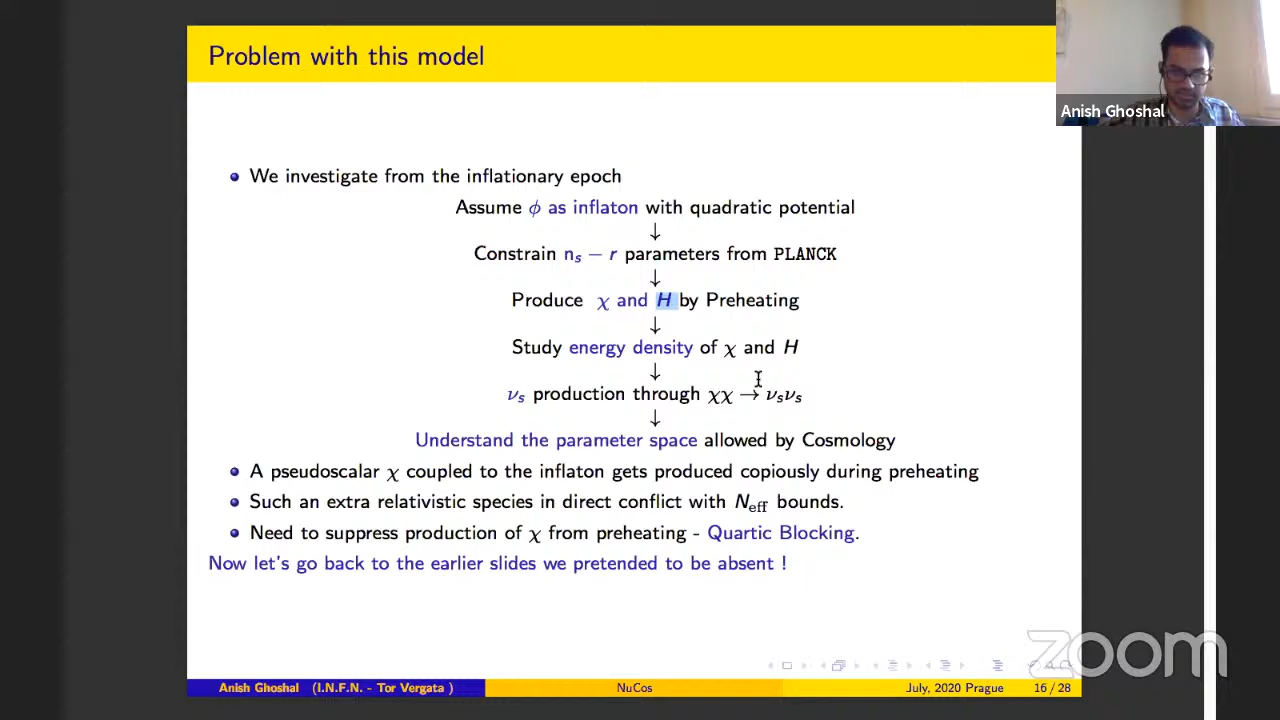 Problem with this model
Anish Ghoshal
We investigate from the inflationary epoch
Assume ϕ as inflaton with quadratic potential
↓
Constrain nₛ − r parameters from PLANCK
↓
Produce χ and H by Preheating
↓
Study energy density of χ and H
↓
νₛ production through χχ → νₛνₛ
↓
Understand the parameter space allowed by Cosmology
A pseudoscalar χ coupled to the inflaton gets produced copiously during preheating
Such an extra relativistic species in direct conflict with N_eff bounds.
Need to suppress production of χ from preheating - Quartic Blocking.
Now let's go back to the earlier slides we pretended to be absent !
zoom
Anish Ghoshal (I.N.F.N. - Tor Vergata )
NuCos
July, 2020 Prague
16 / 28